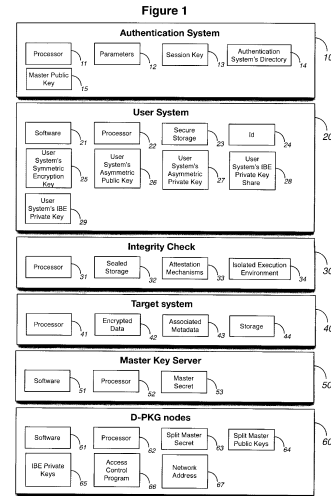 Figure 1
Authentication System
10
Processor
11
Parameters
12
Session Key
13
Authentication
System's Directory
14
Master Public
Key
15
User System
20
Software
21
Processor
22
Secure
Storage
23
Id
24
User
System's
Symmetric
Encryption
Key
25
User
System's
Asymmetric
Public Key
26
User
System's
Asymmetric
Private Key
27
User
System's IBE
Private Key
Share
28
User
System's IBE
Private Key
29
Integrity Check
30
Processor
31
Sealed
Storage
32
Attestation
Mechanisms
33
Isolated Execution
Environment
34
Target system
40
Processor
41
Encrypted
Data
42
Associated
Metadata
43
Storage
44
Master Key Server
50
Software
51
Processor
52
Master
Secret
53
D-PKG nodes
60
Software
61
Processor
62
Split Master
Secret
63
Split Master
Public Keys
64
IBE Private
Keys
65
Access
Control
Program
66
Network
Address
67